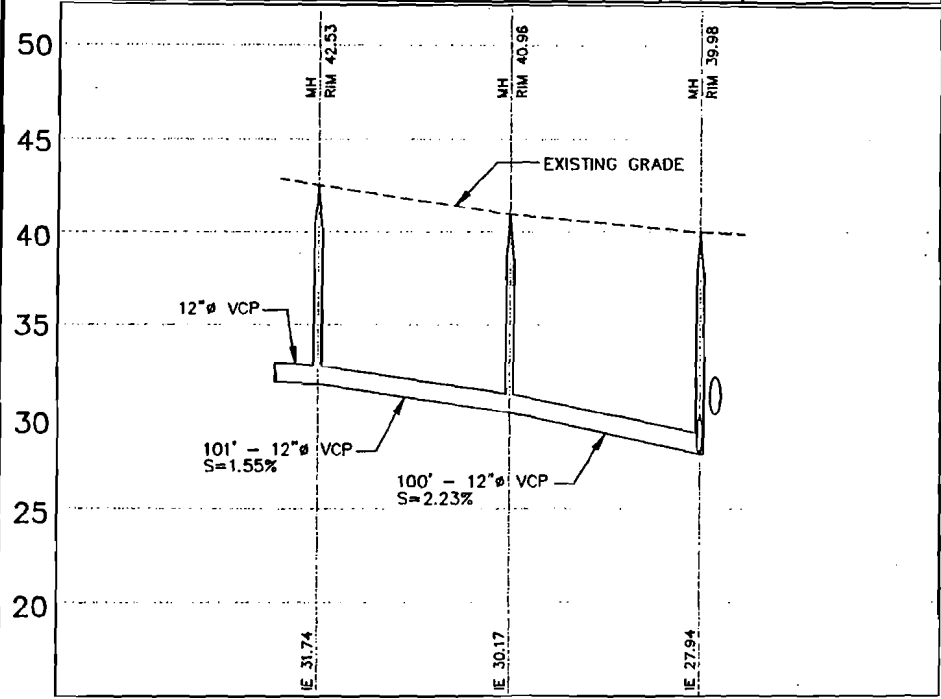 50
45
40
35
30
25
20
MH
RIM 42.53
MH
RIM 40.96
MH
RIM 39.98
EXISTING GRADE
12"ø VCP
101' - 12"ø VCP
S=1.55%
100' - 12"ø VCP
S=2.23%
IE 31.74
IE 30.17
IE 27.94